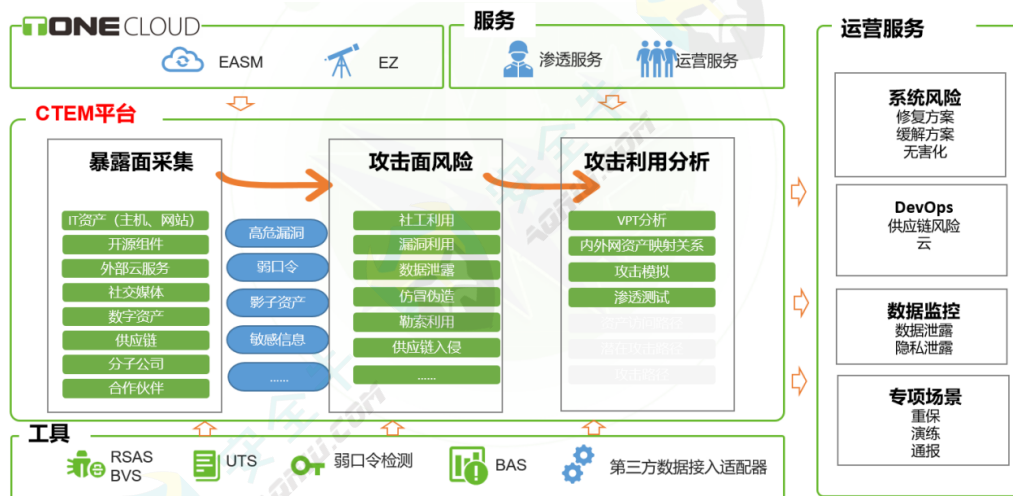 TONE CLOUD
EASM
EZ
服务
渗透服务
运营服务
CTEM平台
暴露面采集
IT资产（主机、网站）
开源组件
外部云服务
社交媒体
数字资产
供应链
分子公司
合作伙伴
高危漏洞
弱口令
影子资产
敏感信息
......
攻击面风险
社工利用
漏洞利用
数据泄露
仿冒伪造
勒索利用
供应链入侵
......
攻击利用分析
VPT分析
内外网资产映射关系
攻击模拟
渗透测试
工具
RSAS
BVS
UTS
弱口令检测
BAS
第三方数据接入适配器
运营服务
系统风险
修复方案
缓解方案
无害化
DevOps
供应链风险
云
数据监控
数据泄露
隐私泄露
专项场景
重保
演练
通报